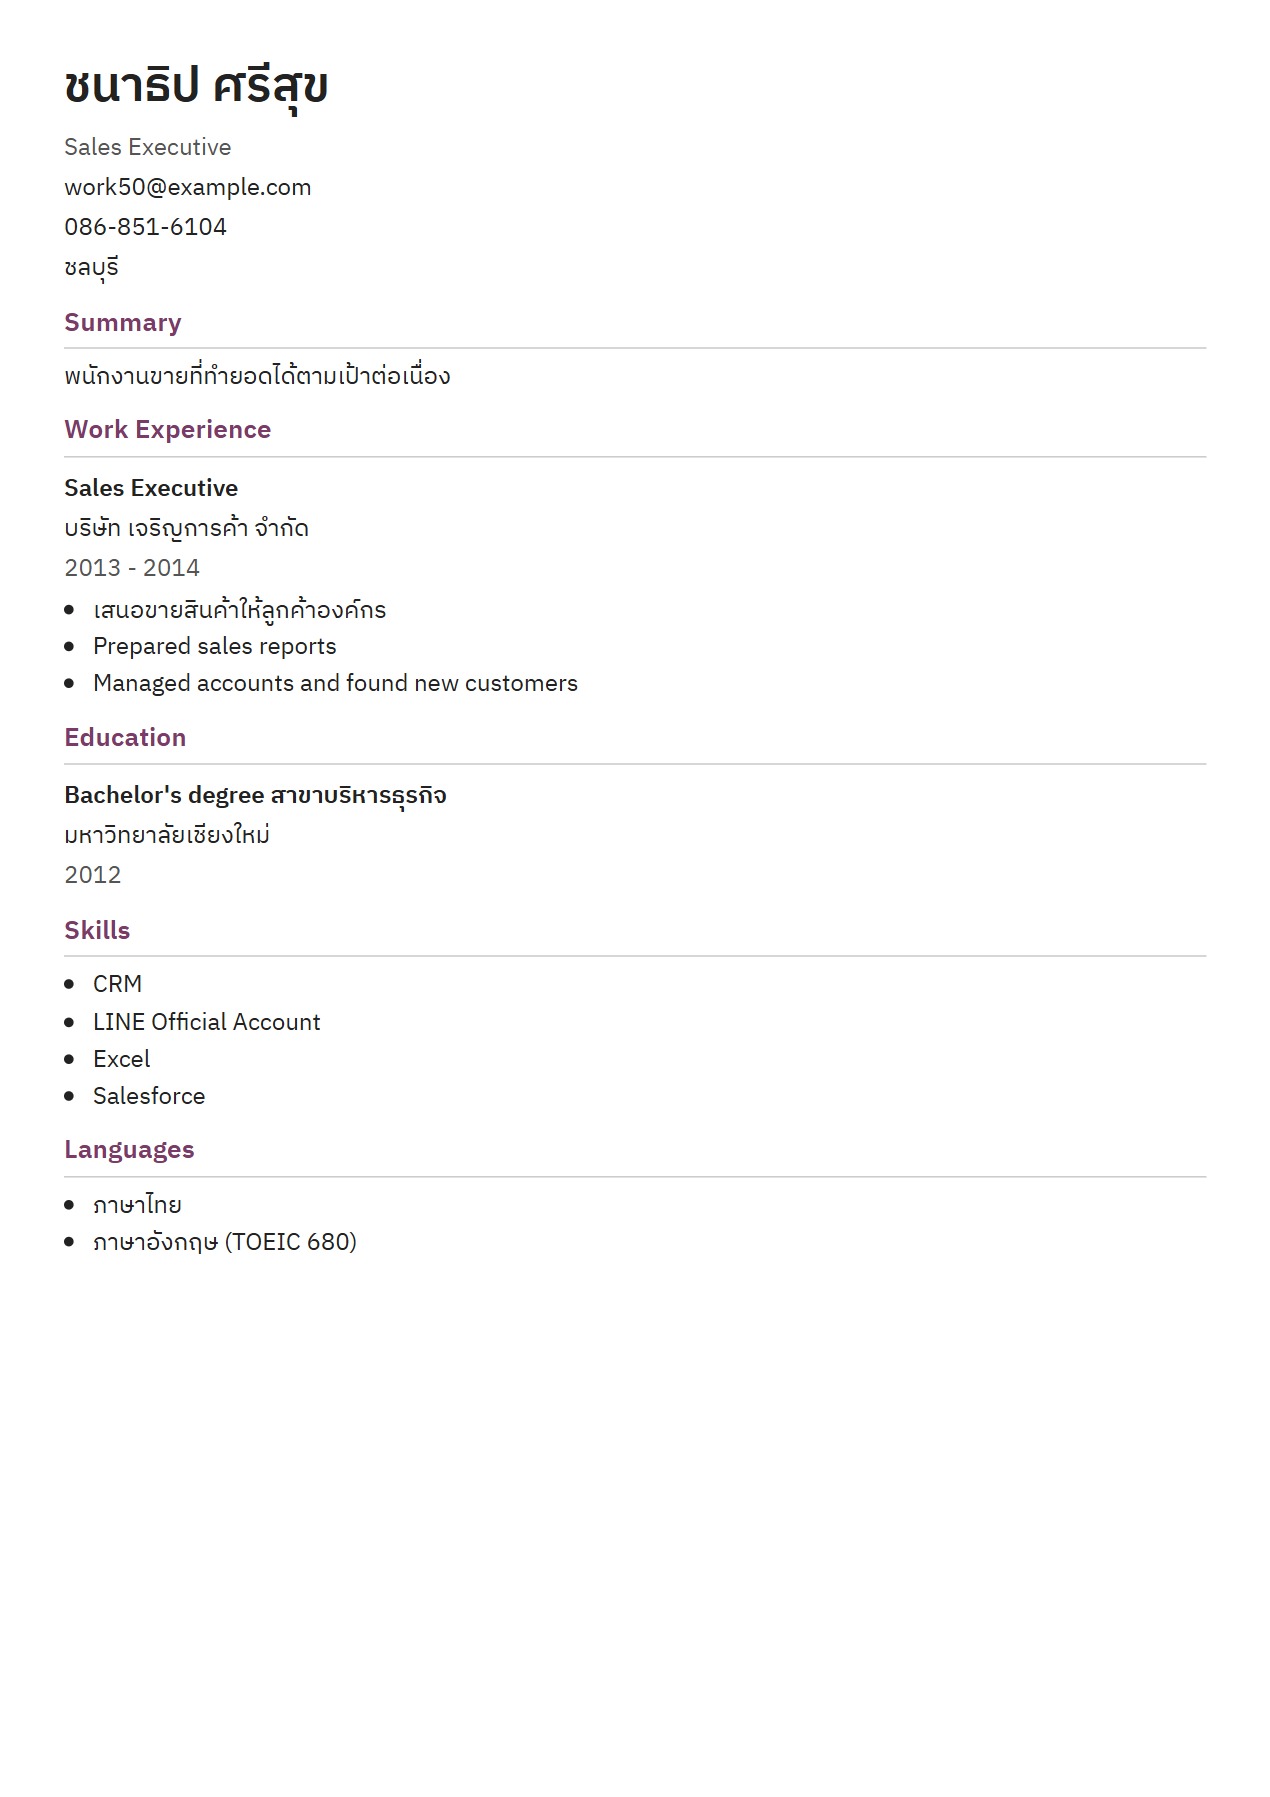 ชนาธิป ศรีสุข
Sales Executive
work50@example.com
086-851-6104
ชลบุรี
Summary
พนักงานขายที่ทำยอดได้ตามเป้าต่อเนื่อง
Work Experience
Sales Executive
บริษัท เจริญการค้า จำกัด
2013 - 2014
เสนอขายสินค้าให้ลูกค้าองค์กร
Prepared sales reports
Managed accounts and found new customers
Education
Bachelor's degree สาขาบริหารธุรกิจ
มหาวิทยาลัยเชียงใหม่
2012
Skills
CRM
LINE Official Account
Excel
Salesforce
Languages
ภาษาไทย
ภาษาอังกฤษ (TOEIC 680)